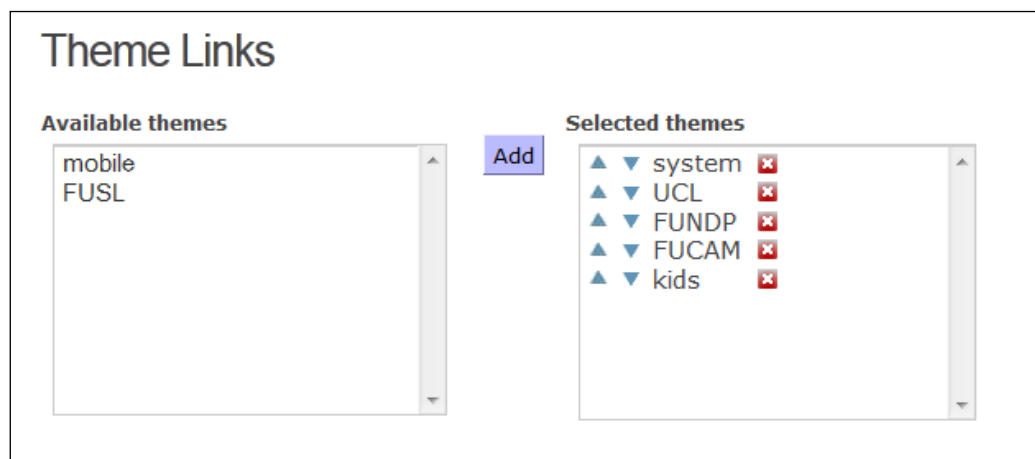 Theme Links
Available themes
mobile
FUSL
Add
Selected themes
system
UCL
FUNDP
FUCAM
kids